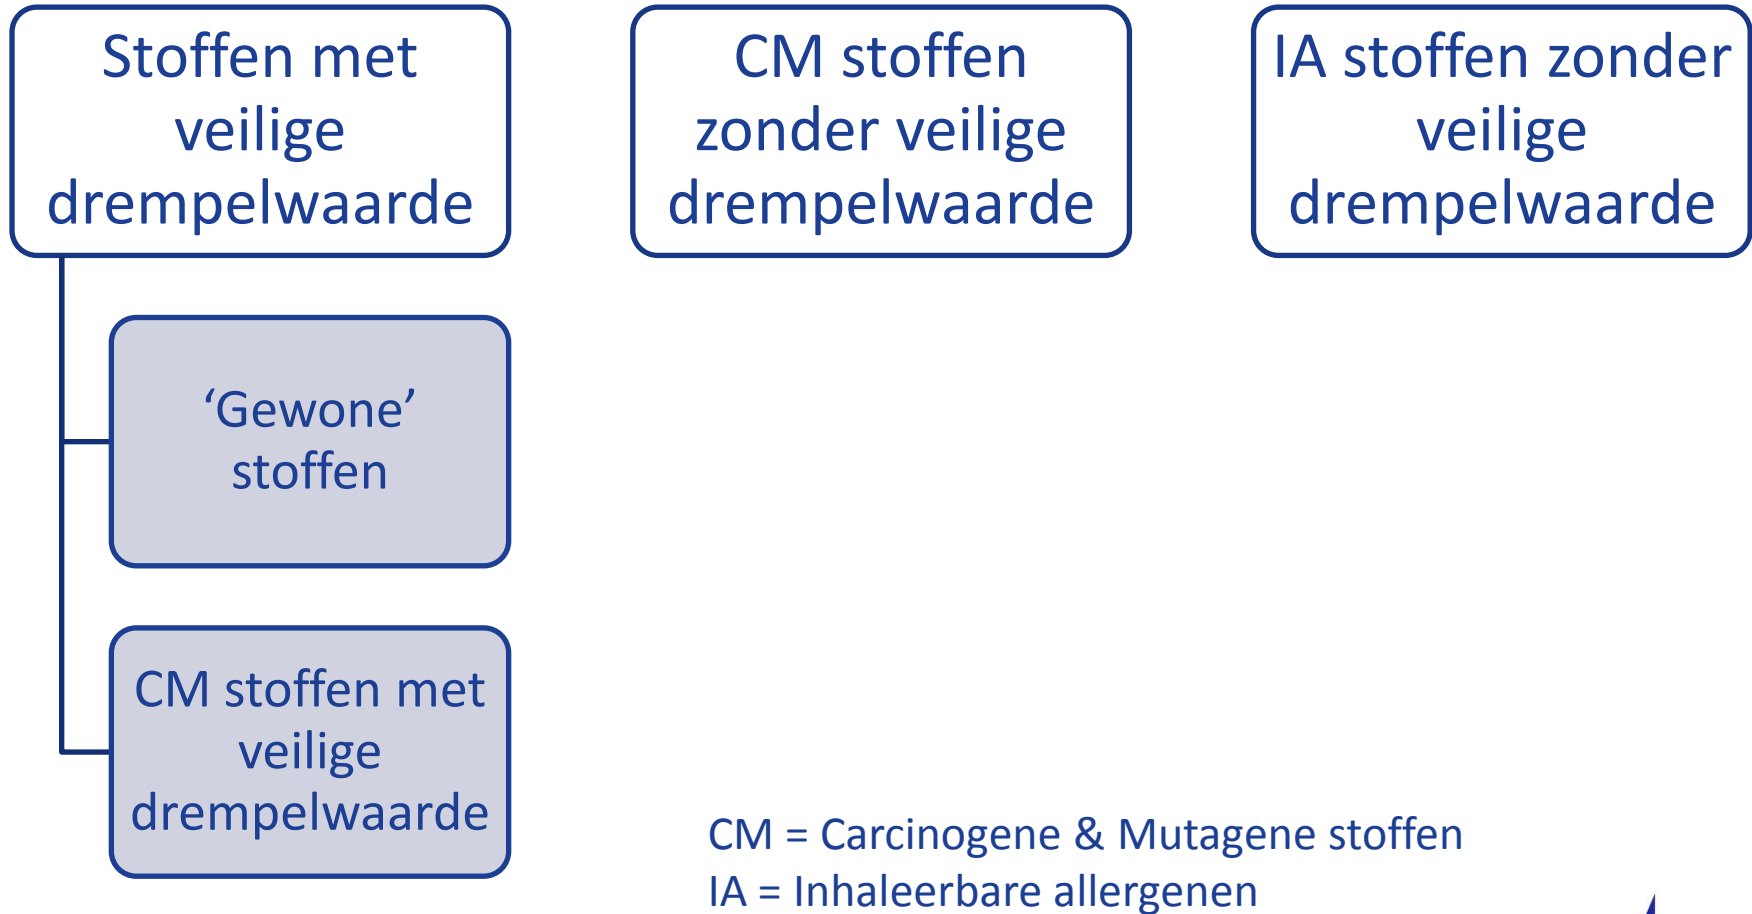 Stoffen met
veilige
drempelwaarde
CM stoffen
zonder veilige
drempelwaarde
IA stoffen zonder
veilige
drempelwaarde
‘Gewone’
stoffen
CM stoffen met
veilige
drempelwaarde
CM = Carcinogene & Mutagene stoffen
IA = Inhaleerbare allergenen